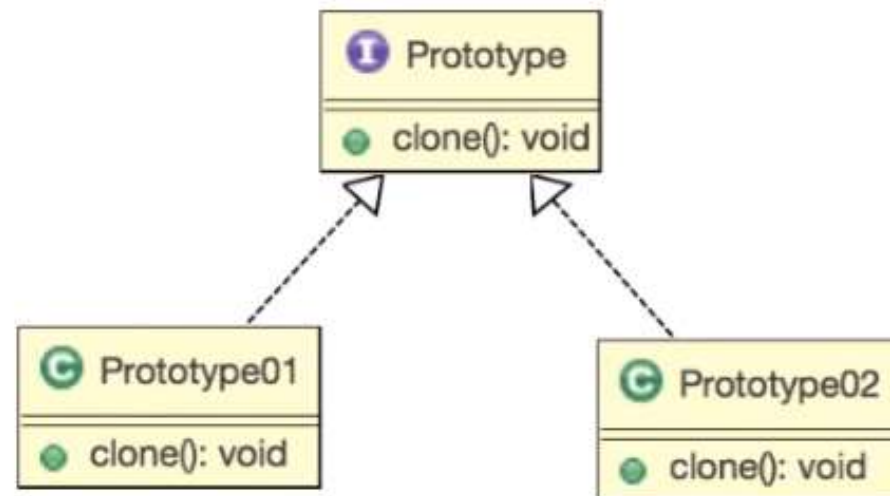 I Prototype
clone(): void
C Prototype01
clone(): void
C Prototype02
clone(): void